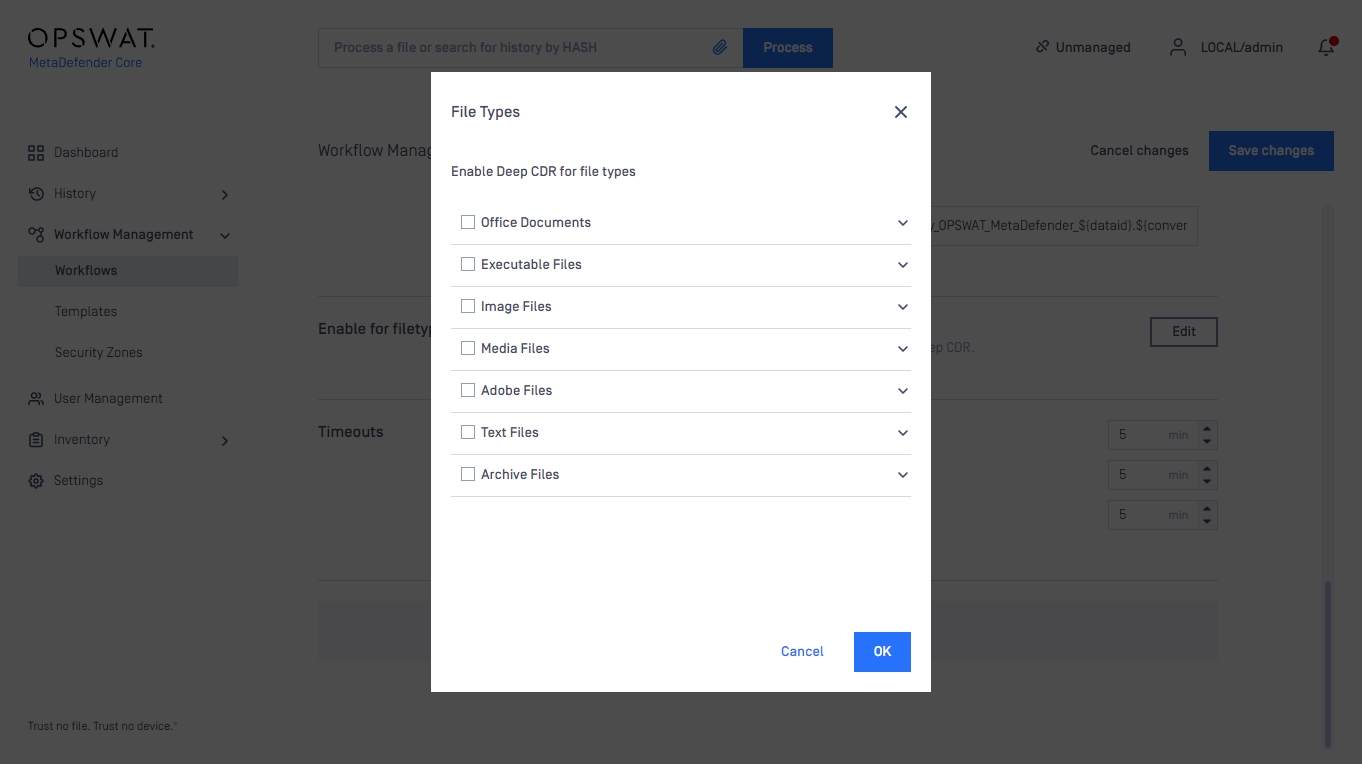 OPSWAT.
MetaDefender Core
Process a file or search for history by HASH
Process
Unmanaged
LOCAL/admin
File Types
Enable Deep CDR for file types
Office Documents
Executable Files
Image Files
Media Files
Adobe Files
Text Files
Archive Files
Cancel
OK
Dashboard
History
Workflow Management
Workflows
Templates
Security Zones
User Management
Inventory
Settings
Workflow Manag
Cancel changes
Save changes
_OPSWAT_MetaDefender_${dataid}.${conver
Enable for filetyp
ep CDR.
Edit
Timeouts
5 min
5 min
5 min
Trust no file. Trust no device.™